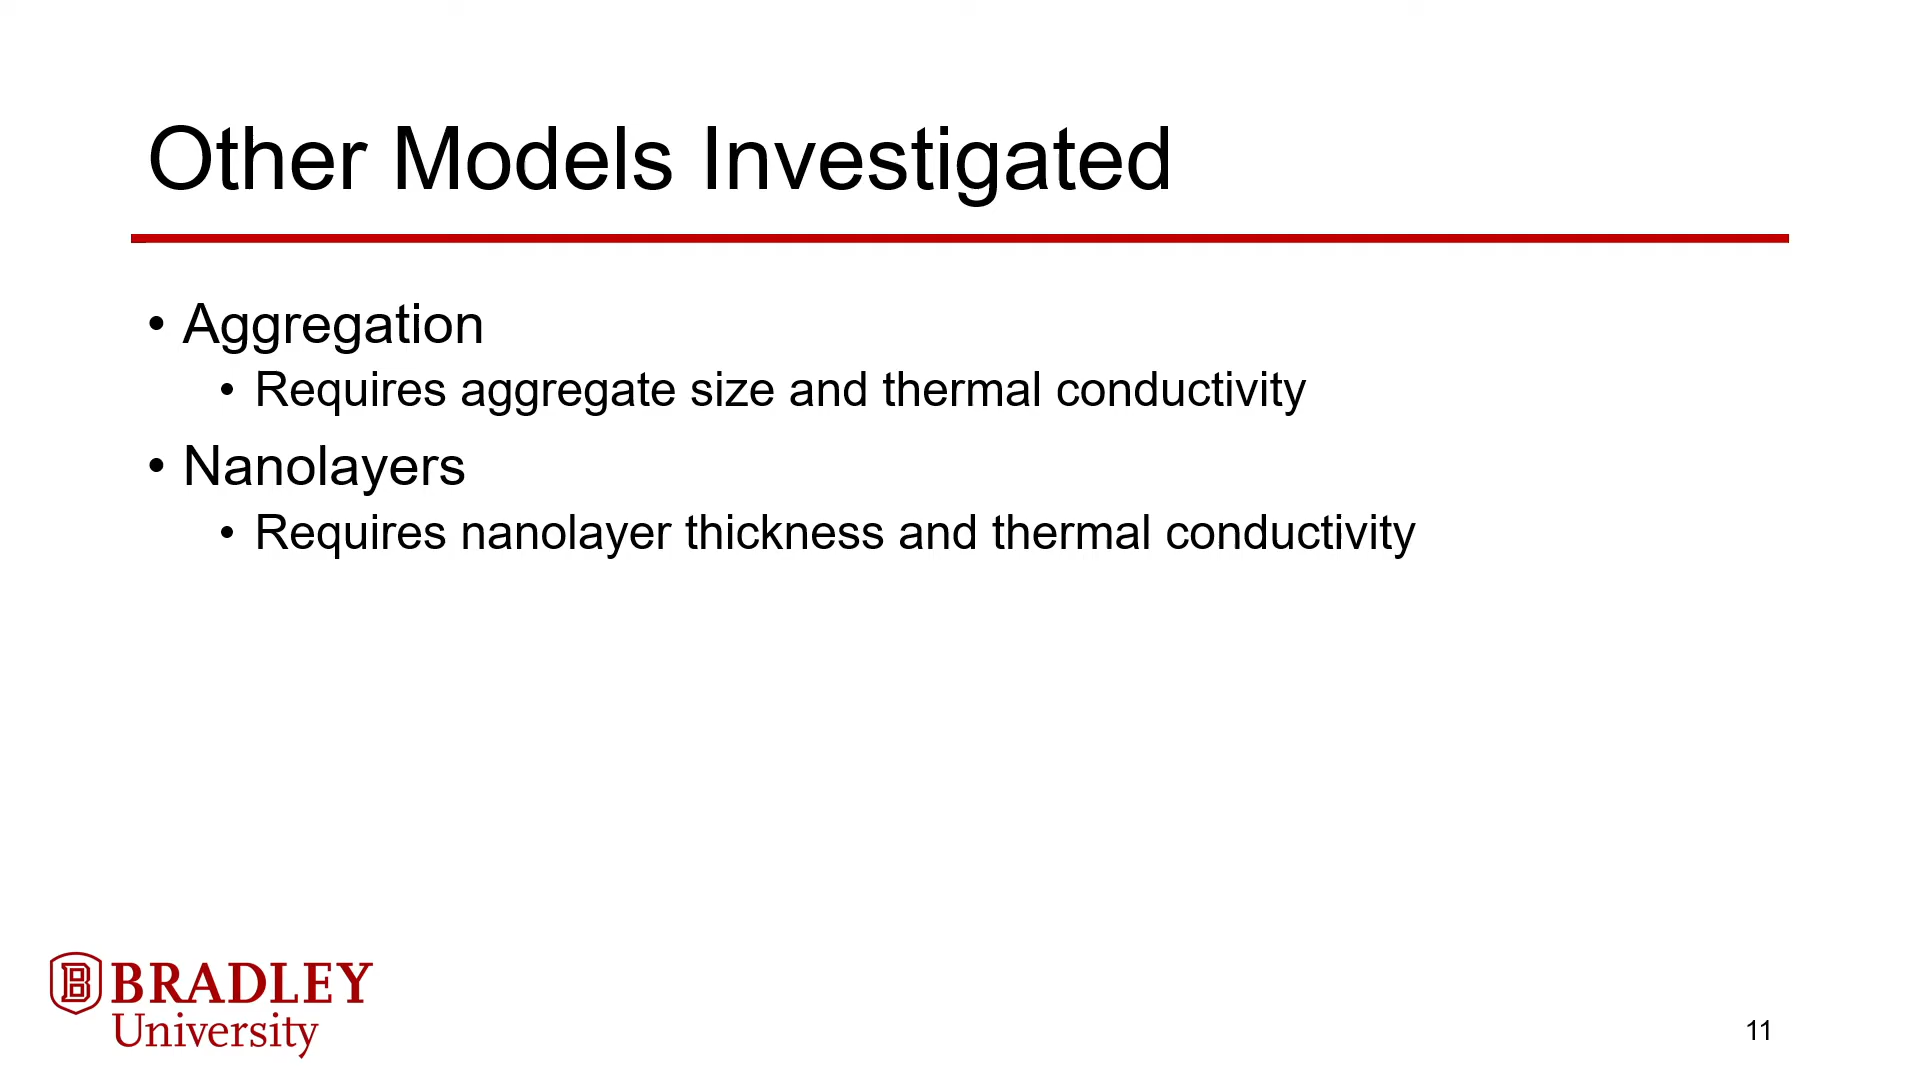 Other Models Investigated
• Aggregation
• Requires aggregate size and thermal conductivity
• Nanolayers
• Requires nanolayer thickness and thermal conductivity
B BRADLEY
University
11